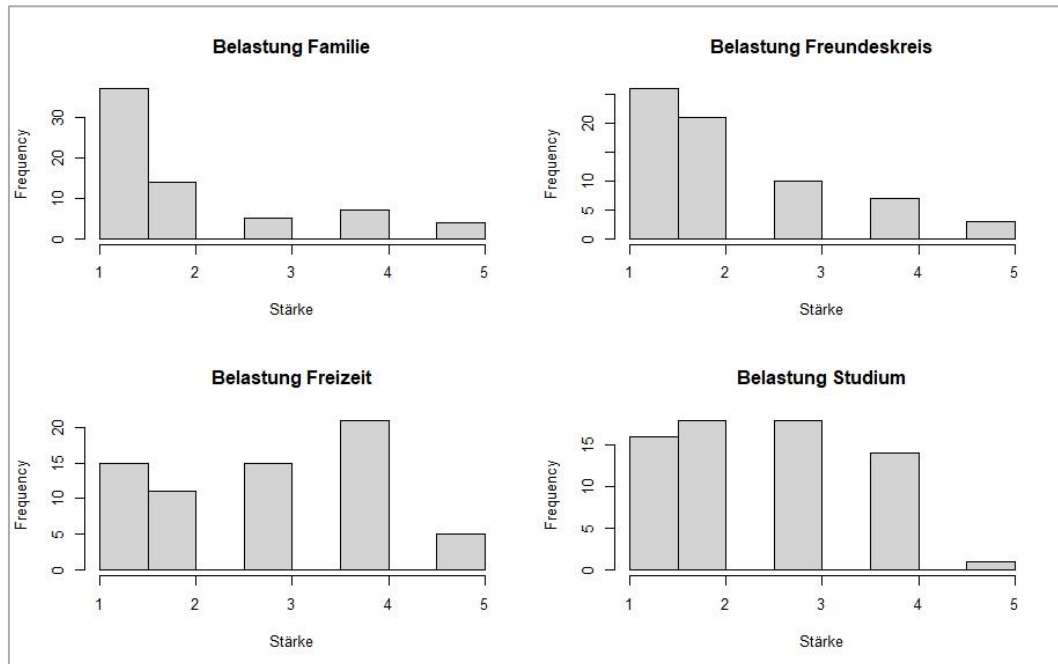 Belastung Familie
Frequency
0 10 20 30
1 2 3 4 5
Stärke
Belastung Freundeskreis
Frequency
0 5 10 20
1 2 3 4 5
Stärke
Belastung Freizeit
Frequency
0 5 10 15 20
1 2 3 4 5
Stärke
Belastung Studium
Frequency
0 5 10 15
1 2 3 4 5
Stärke